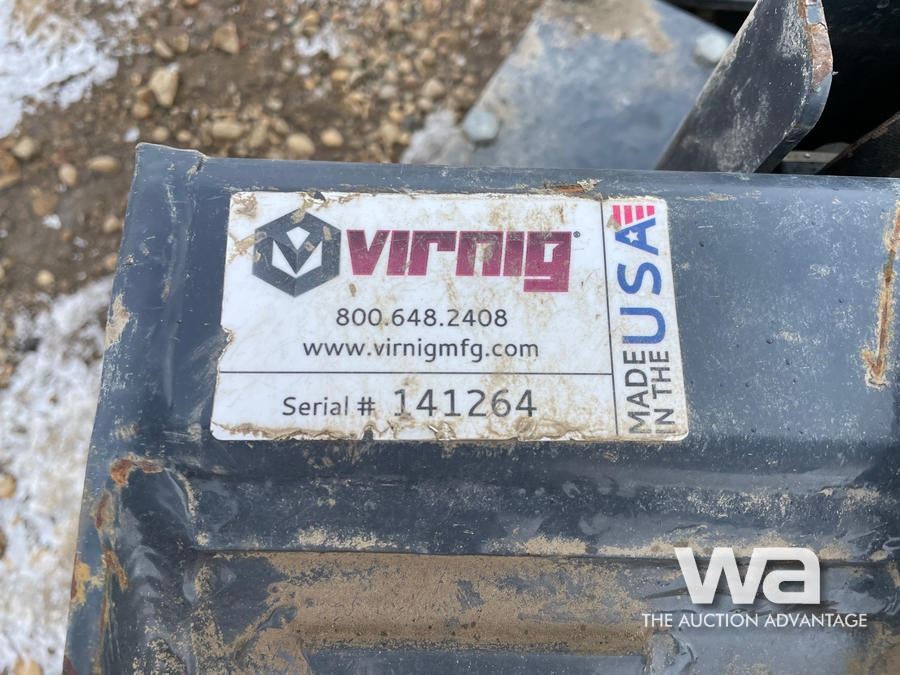 virnig®
800.648.2408
www.virnigmfg.com
Serial # 141264
MADE
IN THE
USA
wa
THE AUCTION ADVANTAGE